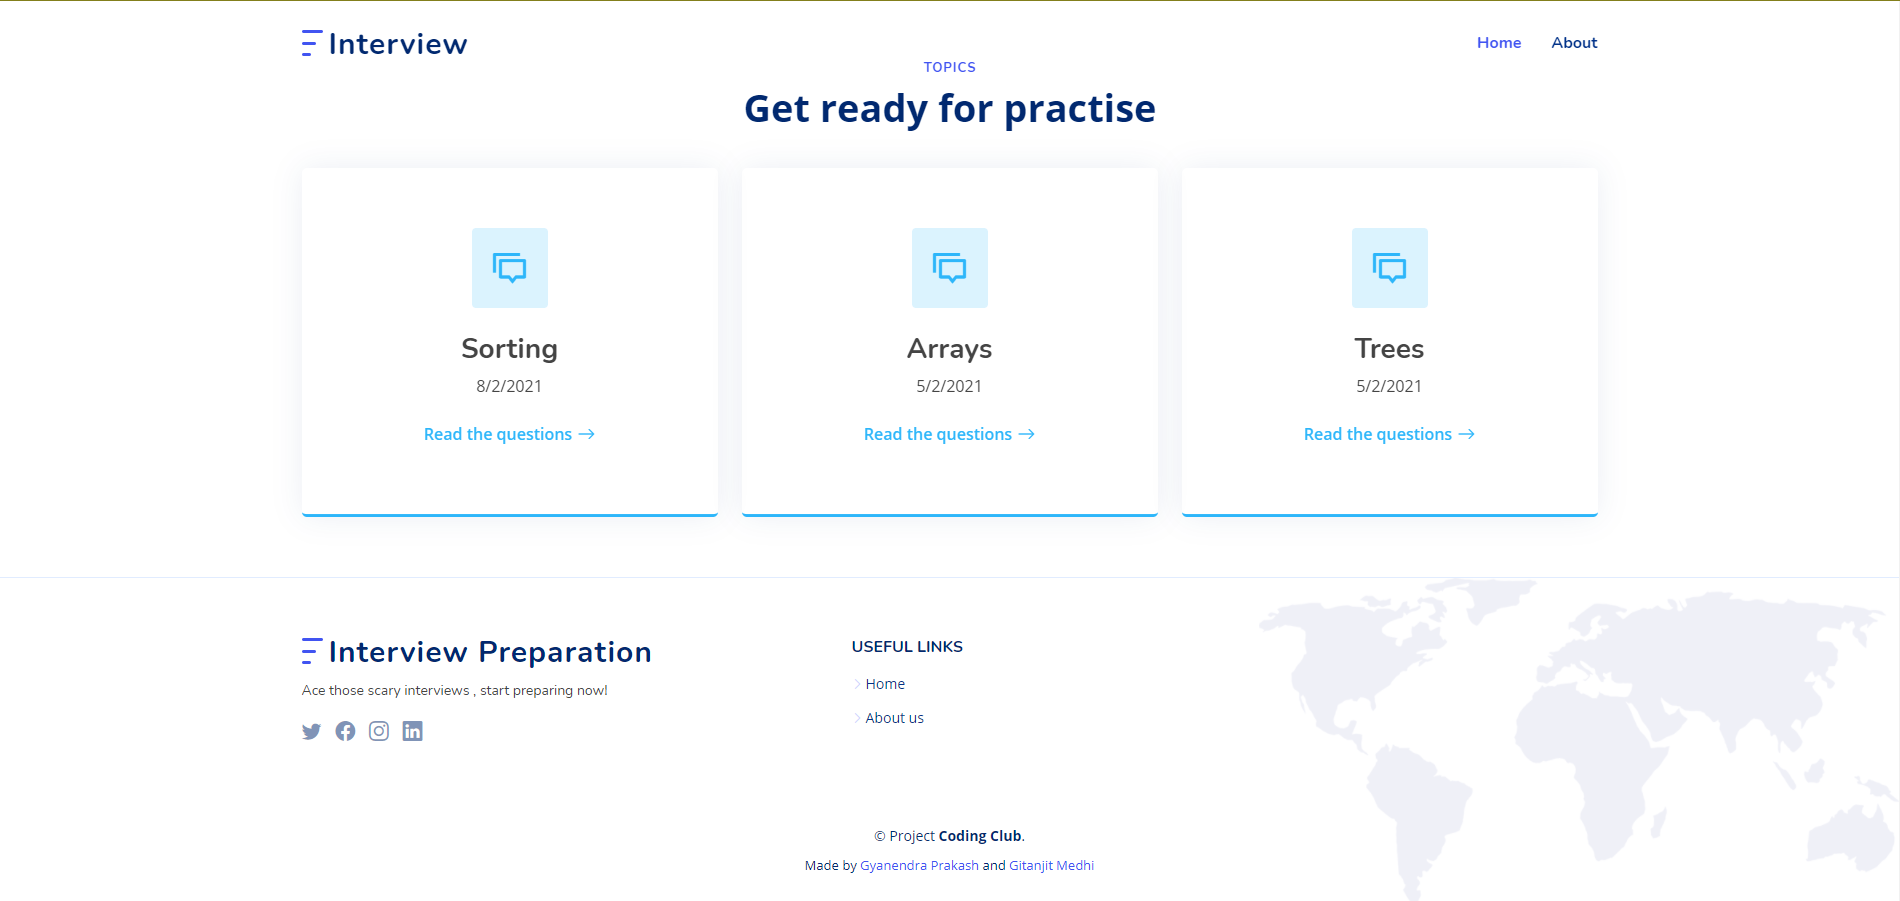 Interview
Home About
TOPICS
Get ready for practise
Sorting
8/2/2021
Read the questions →
Arrays
5/2/2021
Read the questions →
Trees
5/2/2021
Read the questions →
Interview Preparation
Ace those scary interviews , start preparing now!
USEFUL LINKS
Home
About us
© Project Coding Club.
Made by Gyanendra Prakash and Gitanjit Medhi